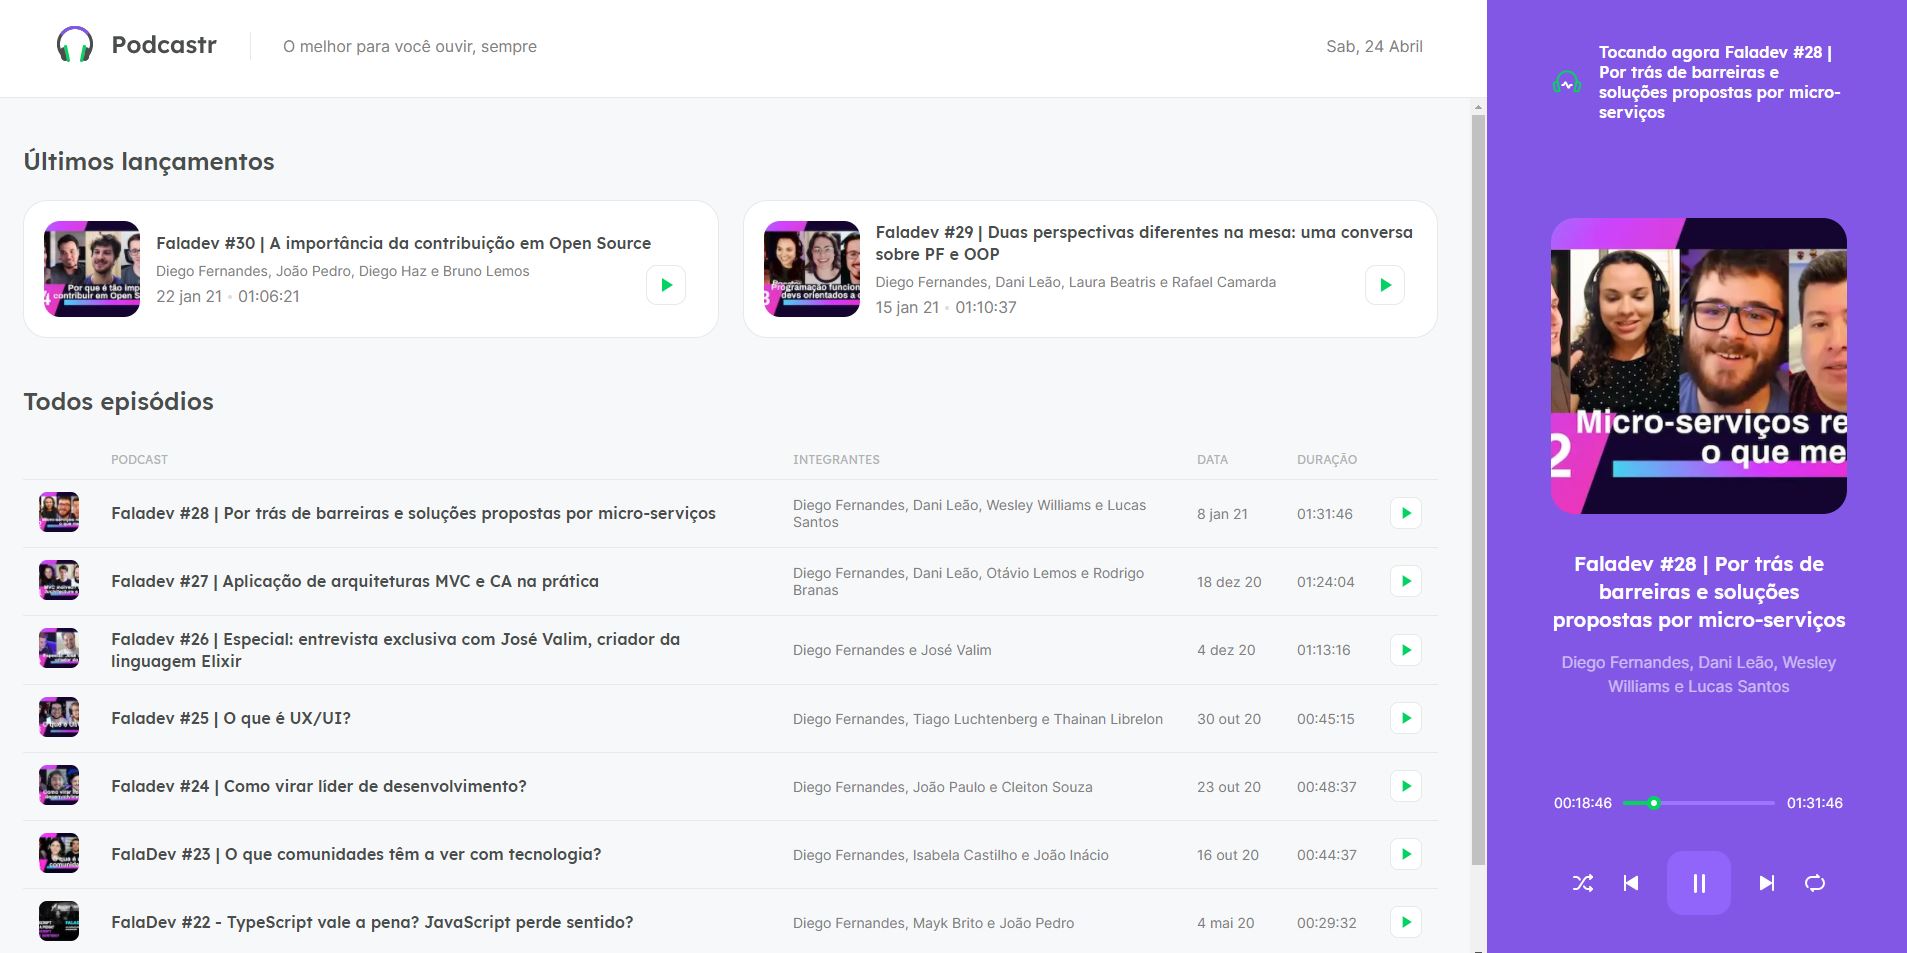 Podcastr
O melhor para você ouvir, sempre
Sab, 24 Abril
Últimos lançamentos
Faladev #30 | A importância da contribuição em Open Source
Diego Fernandes, João Pedro, Diego Haz e Bruno Lemos
22 jan 21 • 01:06:21
Por que é tão imp
contribuir em Open S
Faladev #29 | Duas perspectivas diferentes na mesa: uma conversa
sobre PF e OOP
Diego Fernandes, Dani Leão, Laura Beatris e Rafael Camarda
15 jan 21 • 01:10:37
Programação funcion
devs orientados a
Todos episódios
PODCAST INTEGRANTES DATA DURAÇÃO
Faladev #28 | Por trás de barreiras e soluções propostas por micro-serviços
Diego Fernandes, Dani Leão, Wesley Williams e Lucas
Santos
8 jan 21
01:31:46
Faladev #27 | Aplicação de arquiteturas MVC e CA na prática
Diego Fernandes, Dani Leão, Otávio Lemos e Rodrigo
Branas
18 dez 20
01:24:04
Faladev #26 | Especial: entrevista exclusiva com José Valim, criador da
linguagem Elixir
Diego Fernandes e José Valim
4 dez 20
01:13:16
Faladev #25 | O que é UX/UI?
Diego Fernandes, Tiago Luchtenberg e Thainan Librelon
30 out 20
00:45:15
Faladev #24 | Como virar líder de desenvolvimento?
Diego Fernandes, João Paulo e Cleiton Souza
23 out 20
00:48:37
FalaDev #23 | O que comunidades têm a ver com tecnologia?
Diego Fernandes, Isabela Castilho e João Inácio
16 out 20
00:44:37
FalaDev #22 - TypeScript vale a pena? JavaScript perde sentido?
Diego Fernandes, Mayk Brito e João Pedro
4 mai 20
00:29:32
Tocando agora Faladev #28 |
Por trás de barreiras e
soluções propostas por micro-
serviços
Micro-serviços re
2 o que me
Faladev #28 | Por trás de
barreiras e soluções
propostas por micro-serviços
Diego Fernandes, Dani Leão, Wesley
Williams e Lucas Santos
00:18:46
01:31:46